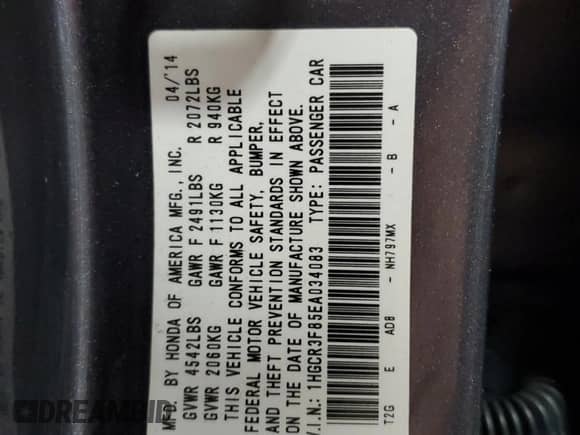 MFD. BY HONDA OF AMERICA MFG., INC. 04/'14
GVWR 4542LBS GAWR F 2491LBS R 2072LBS
GVWR 2060KG GAWR F 1130KG R 940KG
THIS VEHICLE CONFORMS TO ALL APPLICABLE
FEDERAL MOTOR VEHICLE SAFETY, BUMPER,
AND THEFT PREVENTION STANDARDS IN EFFECT
ON THE DATE OF MANUFACTURE SHOWN ABOVE.
V.I.N.: 1HGCR3F85EA034083 TYPE: PASSENGER CAR
T2G E AD8 - NH797MX - B - A
DREAMBID